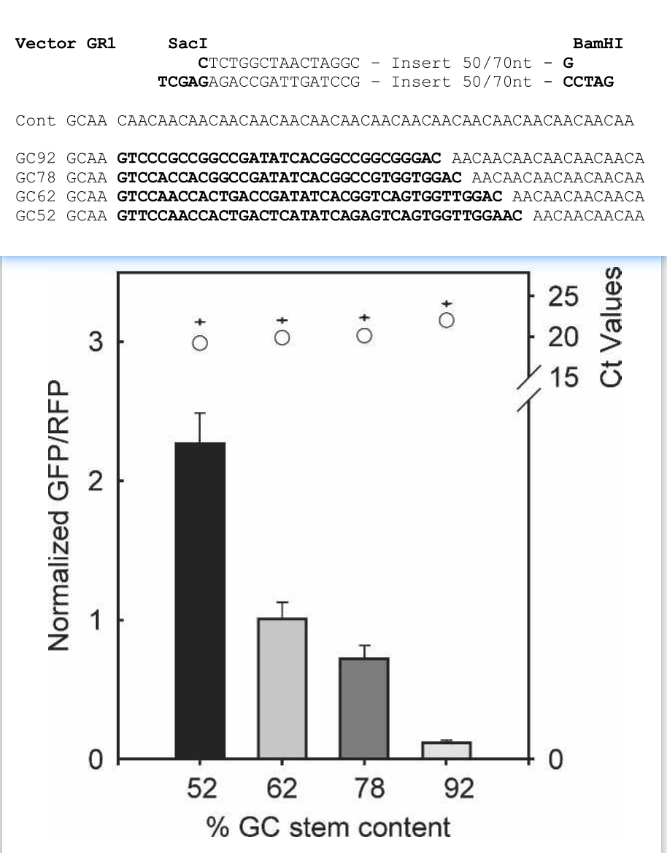 Vector GR1 SacI BamHI
CTCTGGCTAACTAGGC – Insert 50/70nt – G
TCGAGAGACCGATTGATCCG – Insert 50/70nt – CCTAG
Cont GCAA CAACAACAACAACAACAACAACAACAACAACAACAACAACAACAACAACAA
GC92 GCAA GTCCCGCCGGCCGATATCACGGCCGGCGGGAC AACAACAACAACAACAACA
GC78 GCAA GTCCACCACGGCCGATATCACGGCCGTGGTGGAC AACAACAACAACAACAA
GC62 GCAA GTCCAACCACTGACCGATATCACGGTCAGTGGTTGGAC AACAACAACAACA
GC52 GCAA GTTCCAACCACTGACTCATATCAGAGTCAGTGGTTGGAAC AACAACAACAA
Normalized GFP/RFP
3
2
1
0
25
20
15
0
Ct Values
52 62 78 92
% GC stem content